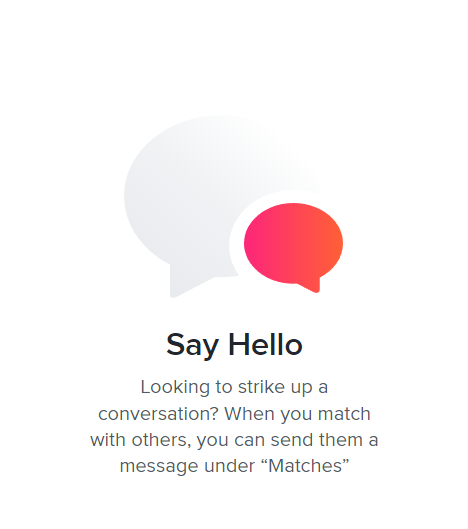 Say Hello
Looking to strike up a
conversation? When you match
with others, you can send them a
message under “Matches”